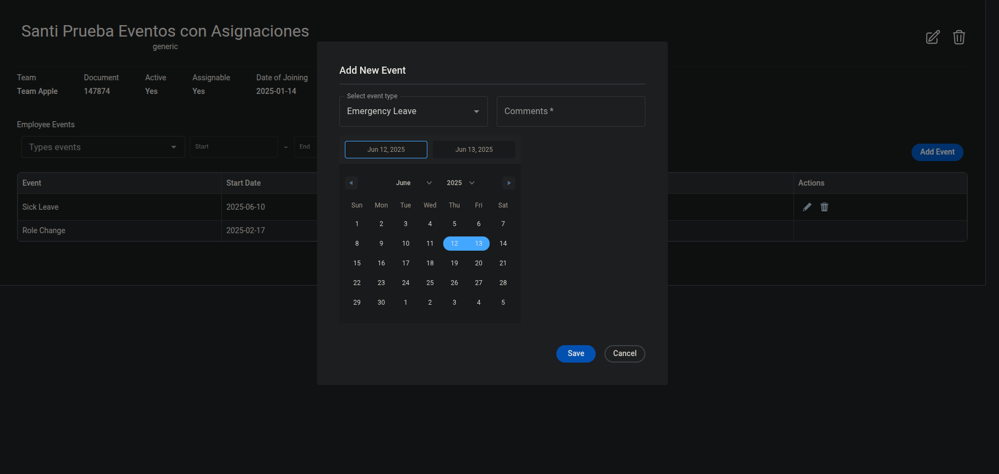 Santi Prueba Eventos con Asignaciones
generic
Team Document Active Assignable Date of Joining
Team Apple 147874 Yes Yes 2025-01-14
Employee Events
Types events Start – End
Add Event
Event Start Date Actions
Sick Leave 2025-06-10
Role Change 2025-02-17
Add New Event
Select event type
Emergency Leave Comments *
Jun 12, 2025 Jun 13, 2025
June 2025
Sun Mon Tue Wed Thu Fri Sat
1 2 3 4 5 6 7
8 9 10 11 12 13 14
15 16 17 18 19 20 21
22 23 24 25 26 27 28
29 30 1 2 3 4 5
Save Cancel